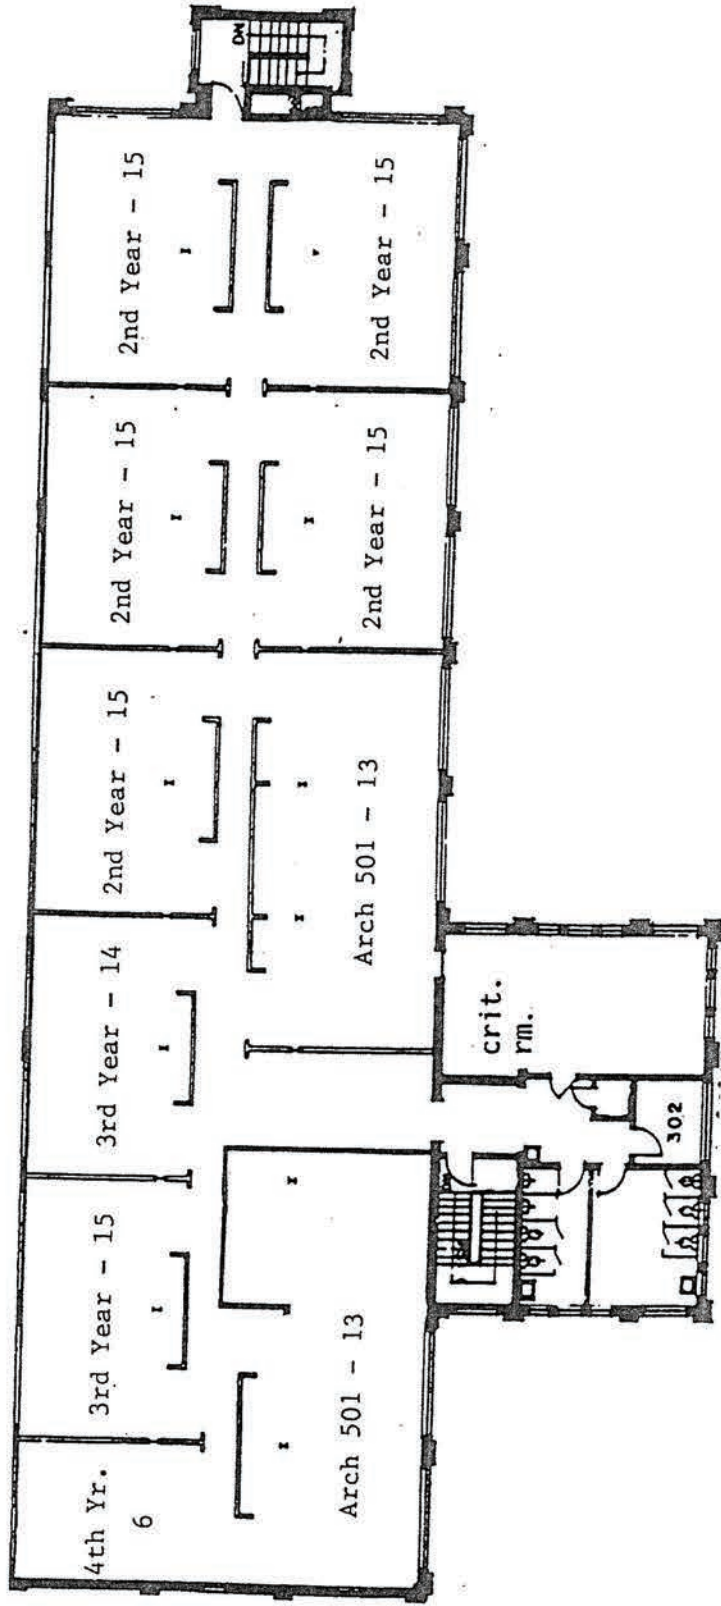 4th Yr.
6
3rd Year - 15
3rd Year - 14
2nd Year - 15
2nd Year - 15
2nd Year - 15
DN
Arch 501 - 13
Arch 501 - 13
2nd Year - 15
2nd Year - 15
crit.
rm.
302